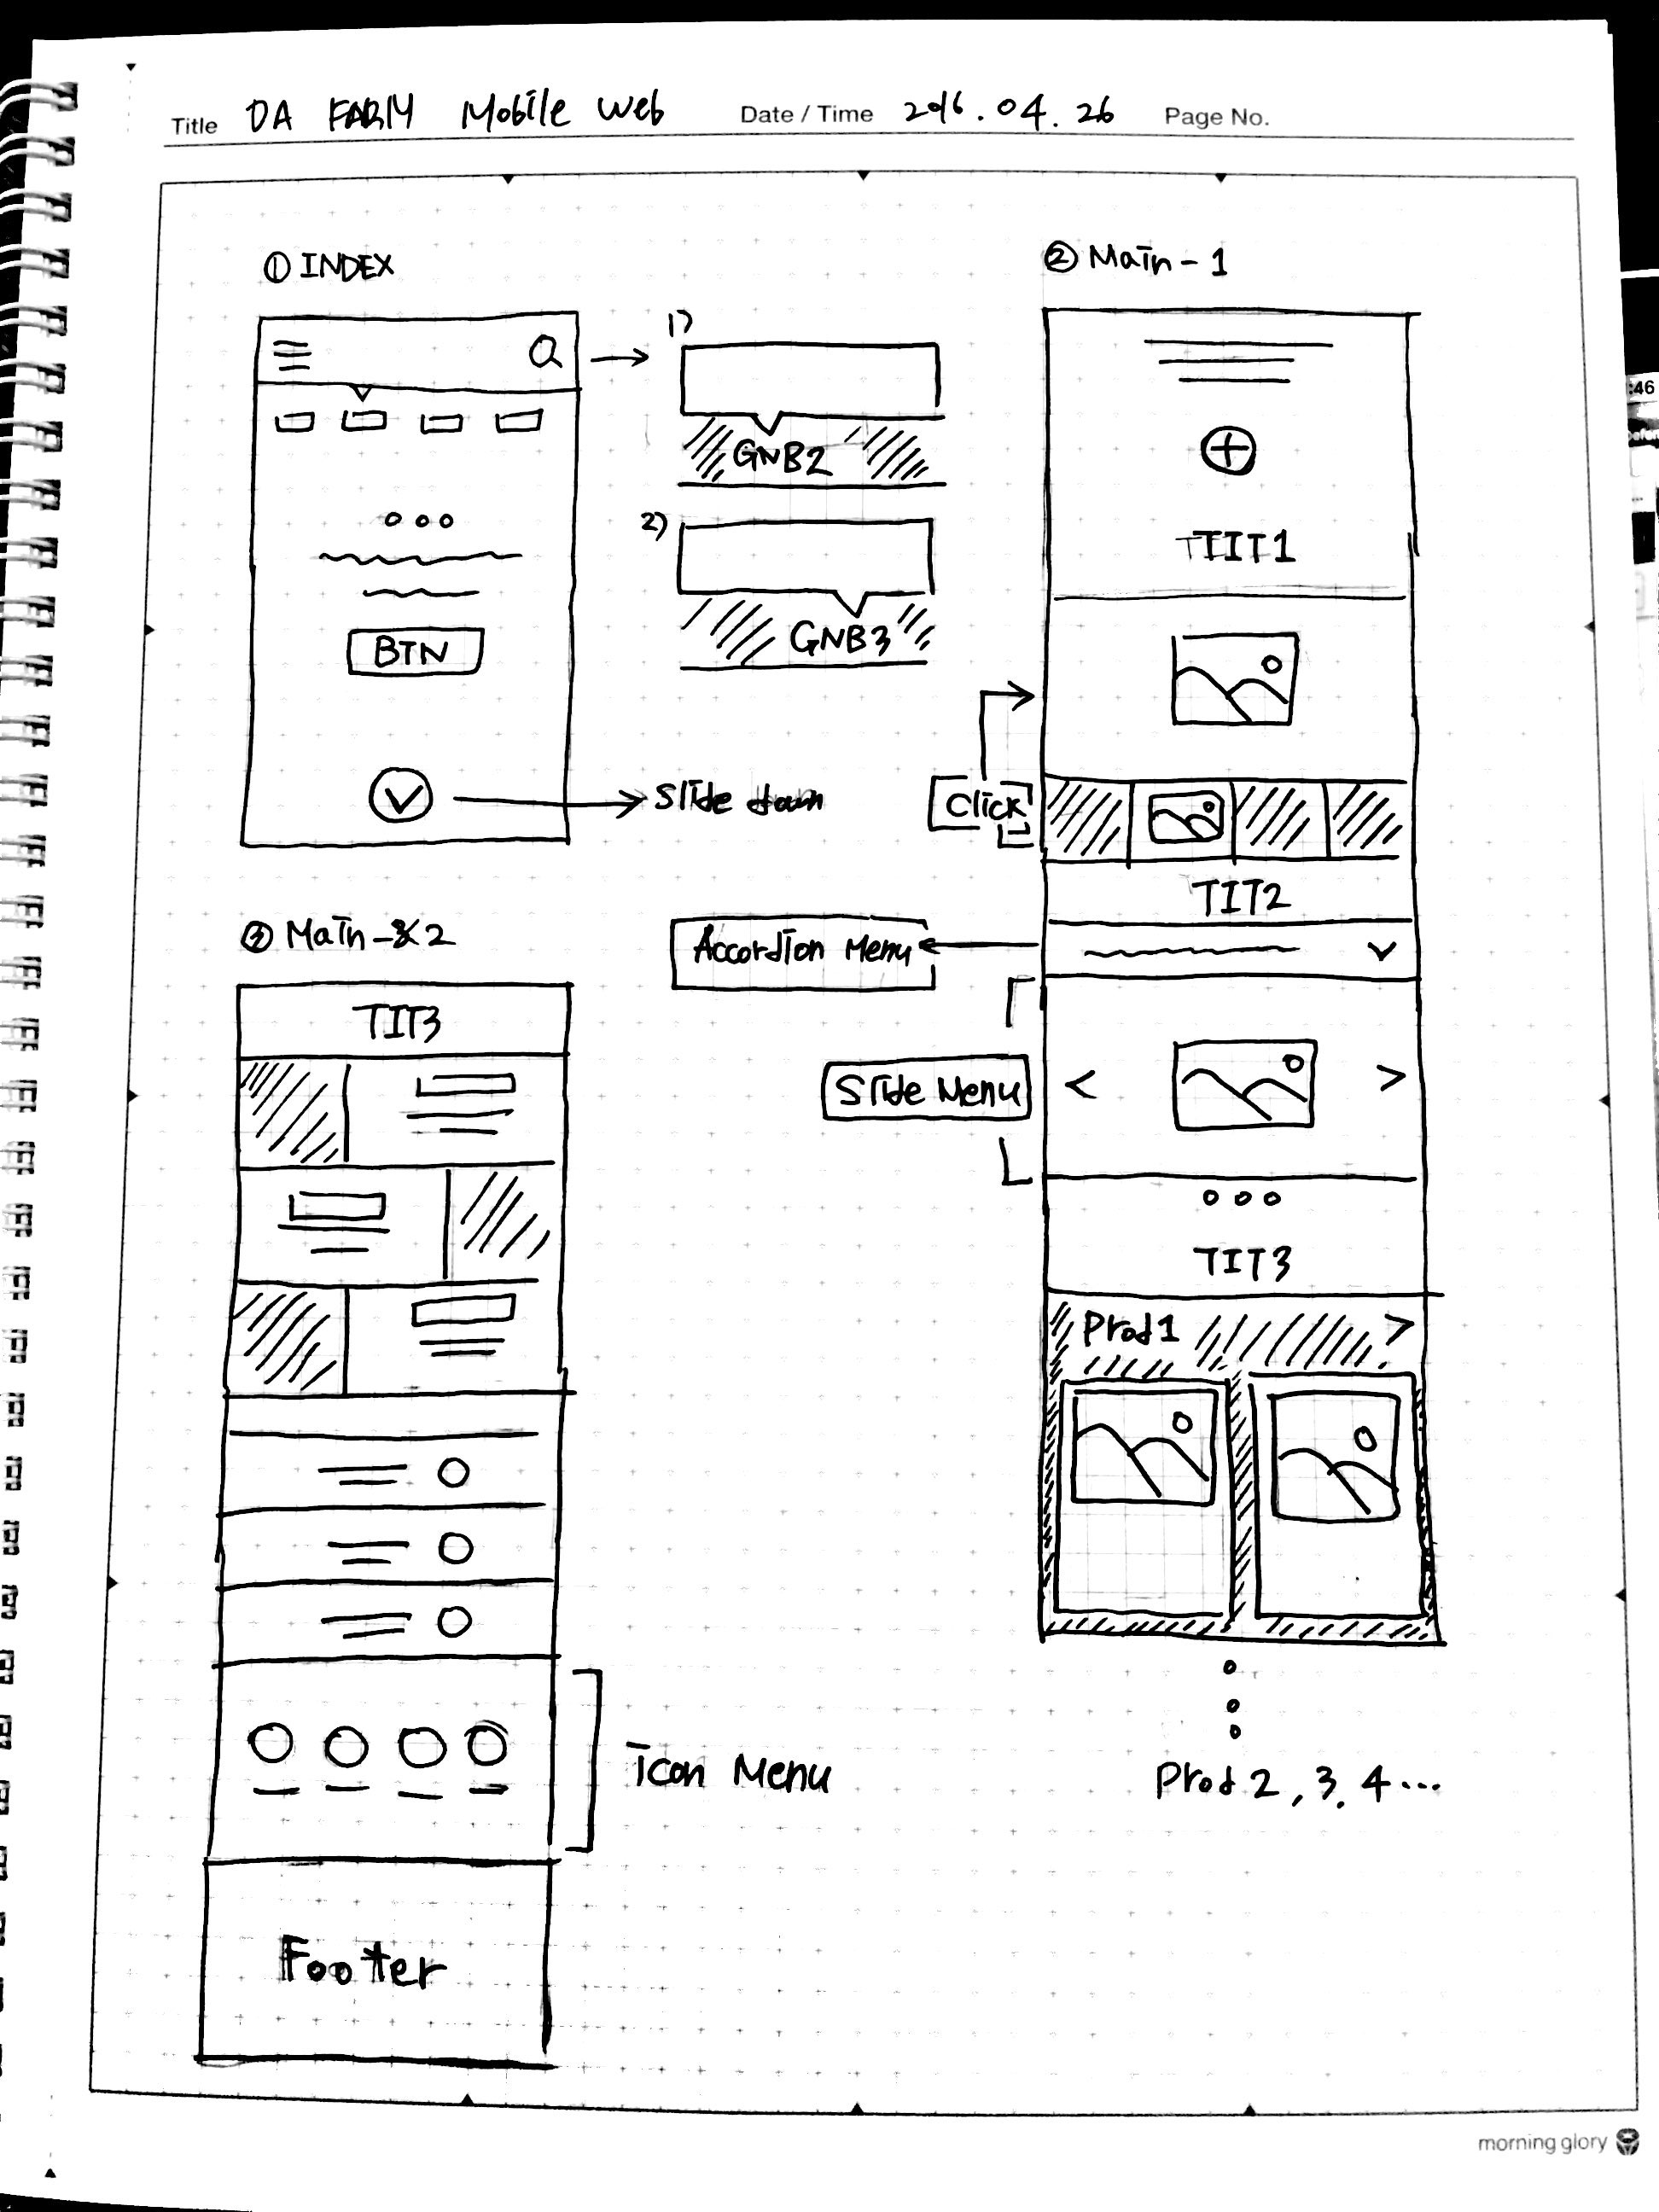 Title DA FARM Mobile Web Date / Time 2016.04.26 Page No.
① INDEX
1)
GNB2
2)
GNB3
BTN
Slide down
② Main-1
TIT1
Click
TIT2
Accordion Menu
Slide Menu
TIT3
Prod1
Prod 2, 3, 4...
③ Main-2
TIT3
Icon Menu
Footer
morning glory
:46